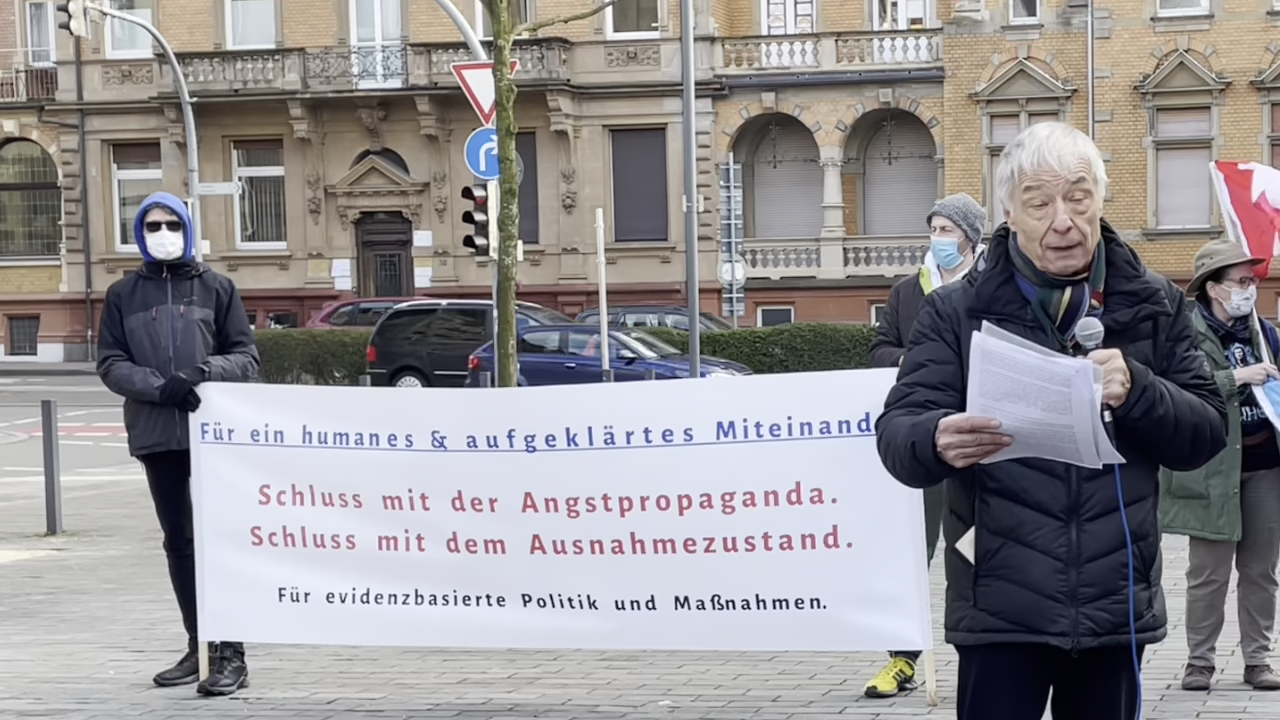 Für ein humanes & aufgeklärtes Miteinand
Schluss mit der Angstpropaganda.
Schluss mit dem Ausnahmezustand.
Für evidenzbasierte Politik und Maßnahmen.